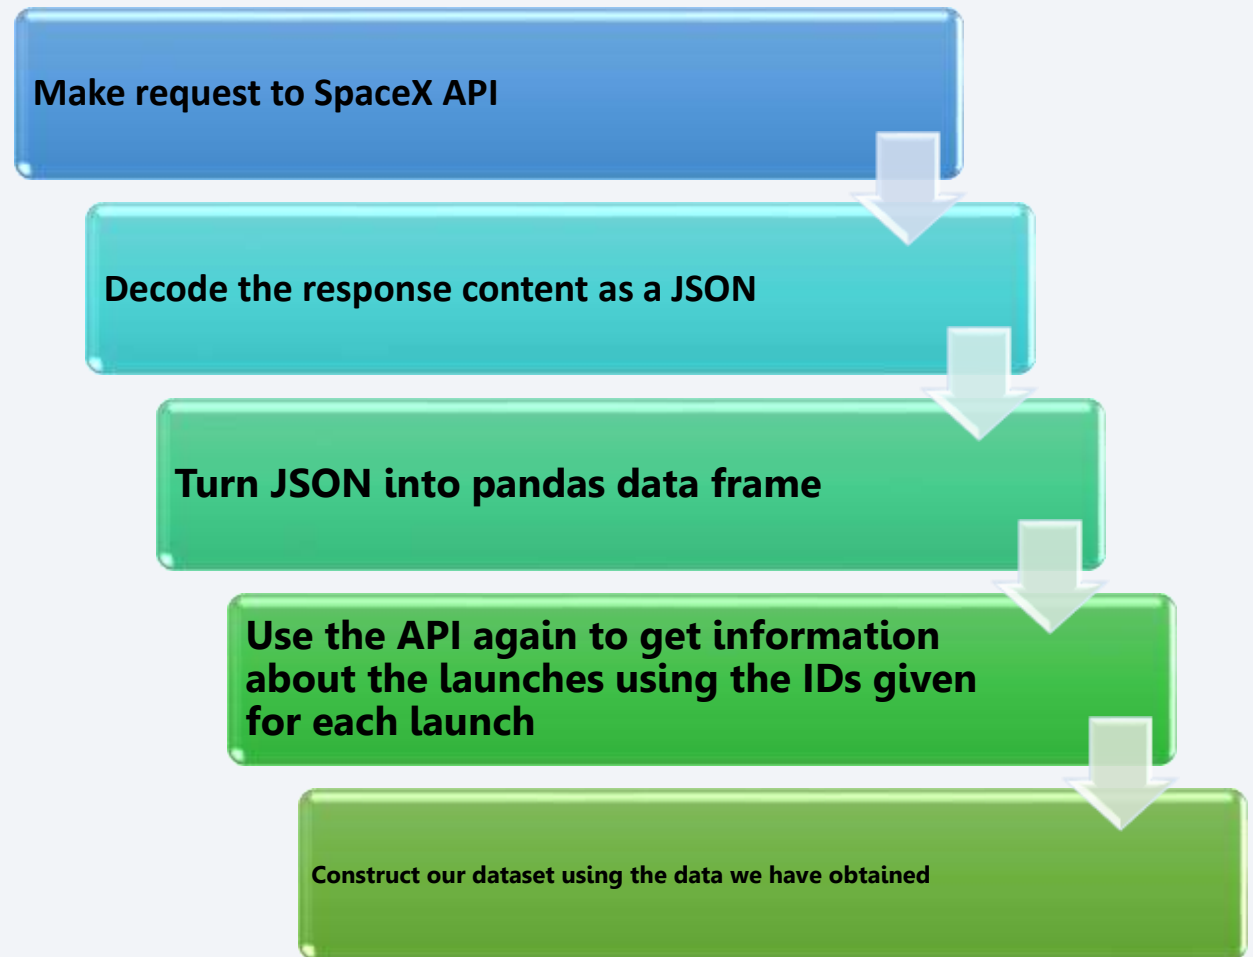 Make request to SpaceX API
Decode the response content as a JSON
Turn JSON into pandas data frame
Use the API again to get information
about the launches using the IDs given
for each launch
Construct our dataset using the data we have obtained